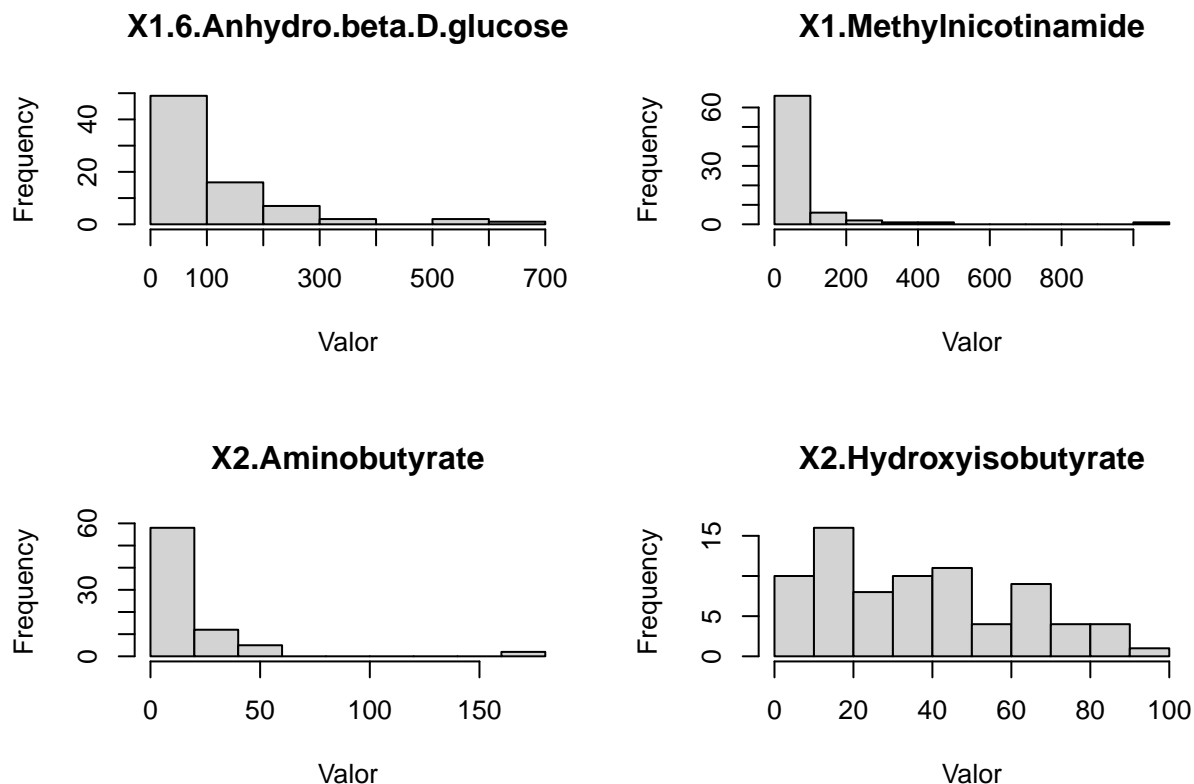 X1.6.Anhydro.beta.D.glucose
Frequency
0 20 40
0 100 300 500 700
Valor
X1.Methylnicotinamide
Frequency
0 30 60
0 200 400 600 800
Valor
X2.Aminobutyrate
Frequency
0 30 60
0 50 100 150
Valor
X2.Hydroxyisobutyrate
Frequency
0 5 15
0 20 40 60 80 100
Valor